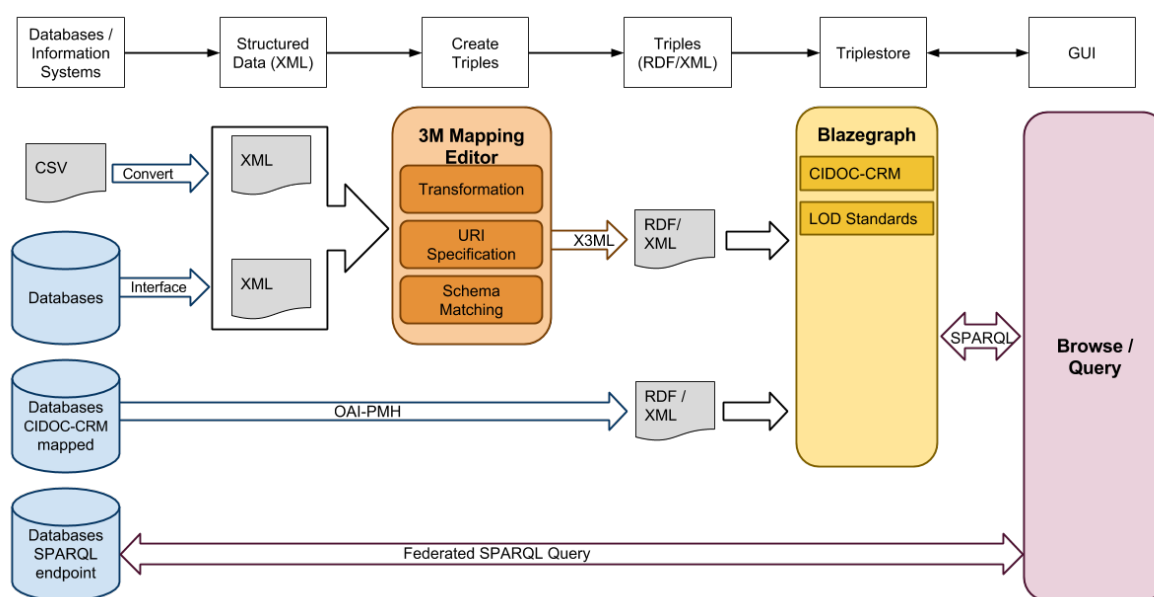 Databases /
Information
Systems
Structured
Data (XML)
Create
Triples
Triples
(RDF/XML)
Triplestore
GUI
CSV
Convert
XML
3M Mapping
Editor
Transformation
URI
Specification
Schema
Matching
X3ML
RDF/
XML
Blazegraph
CIDOC-CRM
LOD Standards
Databases
Interface
XML
SPARQL
Browse /
Query
Databases
CIDOC-CRM
mapped
OAI-PMH
RDF /
XML
Databases
SPARQL
endpoint
Federated SPARQL Query